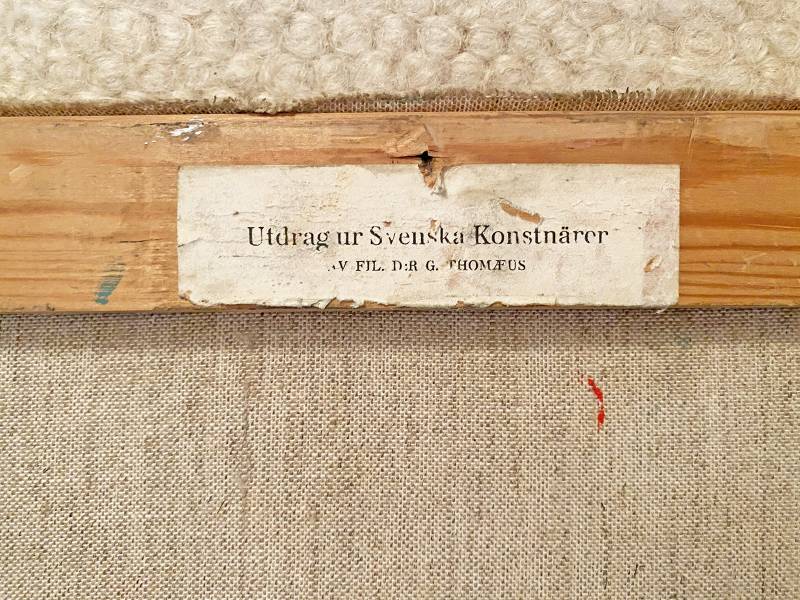 Utdrag ur Svenska Konstnärer
AV FIL. D:R G. THOMÆUS